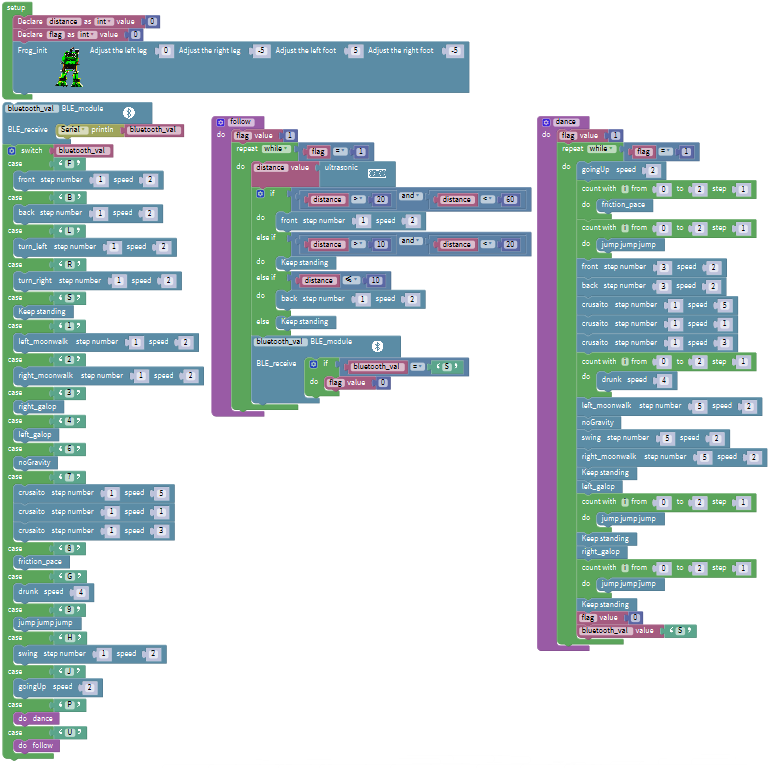 setup
Declare distance as int value 0
Declare flag as int value 0
Frog_init Adjust the left leg 0 Adjust the right leg -5 Adjust the left foot 5 Adjust the right foot -5
bluetooth_val BLE_module
BLE_receive Serial println bluetooth_val
switch bluetooth_val
case “ F ”
front step number 1 speed 2
case “ B ”
back step number 1 speed 2
case “ L ”
turn_left step number 1 speed 2
case “ R ”
turn_right step number 1 speed 2
case “ S ”
Keep standing
case “ 1 ”
left_moonwalk step number 1 speed 2
case “ 2 ”
right_moonwalk step number 1 speed 2
case “ 3 ”
right_galop
case “ 4 ”
left_galop
case “ 6 ”
noGravity
case “ 7 ”
crusaito step number 1 speed 5
crusaito step number 1 speed 1
crusaito step number 1 speed 3
case “ 8 ”
friction_pace
case “ G ”
drunk speed 4
case “ 9 ”
jump jump jump
case “ H ”
swing step number 1 speed 2
case “ J ”
goingUp speed 2
case “ P ”
do dance
case “ U ”
do follow
follow
do flag value 1
repeat while flag = 1
do distance value ultrasonic
if distance > 20 and distance < 60
do front step number 1 speed 2
else if distance > 10 and distance < 20
do Keep standing
else if distance ≤ 10
do back step number 1 speed 2
else Keep standing
bluetooth_val BLE_module
BLE_receive if bluetooth_val = “ S ”
do flag value 0
dance
do flag value 1
repeat while flag = 1
do goingUp speed 2
count with i from 0 to 2 step 1
do friction_pace
count with i from 0 to 2 step 1
do jump jump jump
front step number 3 speed 2
back step number 3 speed 2
crusaito step number 1 speed 5
crusaito step number 1 speed 1
crusaito step number 1 speed 3
count with i from 0 to 2 step 1
do drunk speed 4
left_moonwalk step number 5 speed 2
noGravity
swing step number 5 speed 2
right_moonwalk step number 5 speed 2
Keep standing
left_galop
count with i from 0 to 2 step 1
do jump jump jump
Keep standing
right_galop
count with i from 0 to 2 step 1
do jump jump jump
Keep standing
flag value 0
bluetooth_val value “ S ”